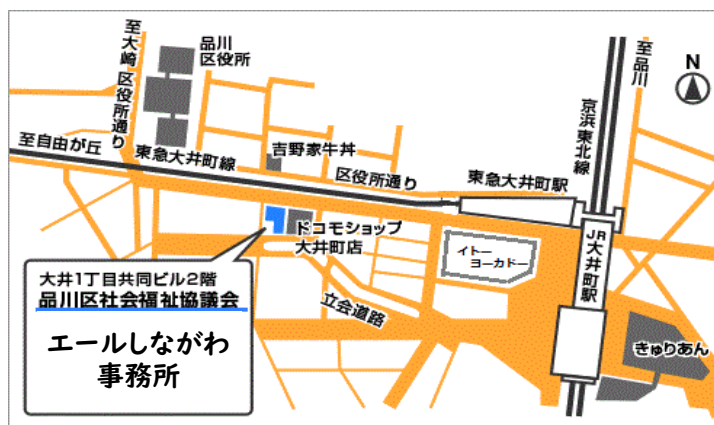 至大崎
区役所通り
品川
区役所
至品川
N
京浜東北線
至自由が丘
東急大井町線
吉野家牛丼
区役所通り
東急大井町駅
ドコモショップ
大井町店
イトー
ヨーカドー
JR大井町駅
立会道路
きゅりあん
大井1丁目共同ビル2階
品川区社会福祉協議会
エールしながわ
事務所